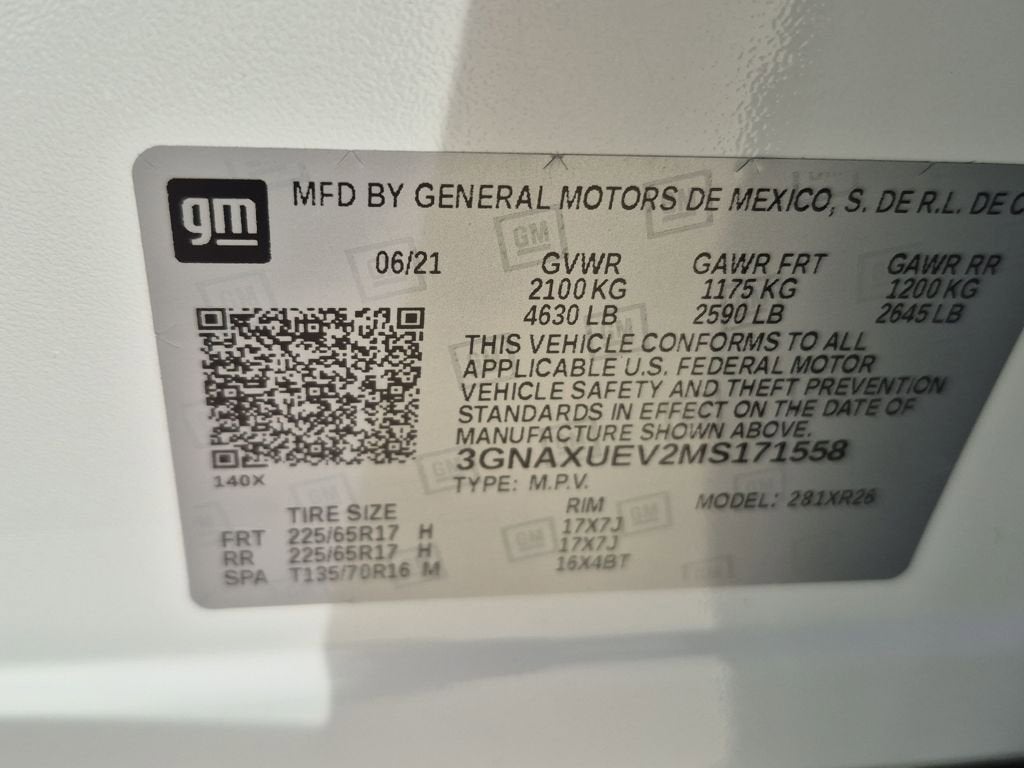 gm
MFD BY GENERAL MOTORS DE MEXICO, S. DE R.L. DE C
06/21 GVWR GAWR FRT GAWR RR
2100 KG 1175 KG 1200 KG
4630 LB 2590 LB 2645 LB
THIS VEHICLE CONFORMS TO ALL
APPLICABLE U.S. FEDERAL MOTOR
VEHICLE SAFETY AND THEFT PREVENTION
STANDARDS IN EFFECT ON THE DATE OF
MANUFACTURE SHOWN ABOVE.
3GNAXUEV2MS171558
140X
TYPE: M.P.V. MODEL: 281XR26
TIRE SIZE RIM
FRT 225/65R17 H 17X7J
RR 225/65R17 H 17X7J
SPA T135/70R16 M 16X4BT